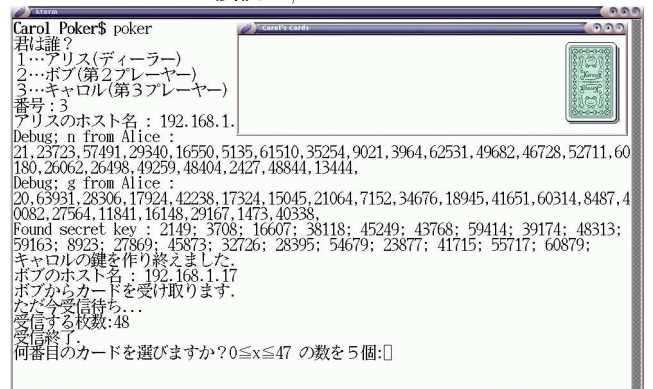 kterm
Carol Poker$ poker
Carol's Cards
君は誰？
１…アリス(ディーラー)
２…ボブ(第２プレーヤー)
３…キャロル(第３プレーヤー)
番号:3
アリスのホスト名 : 192.168.1.
Debug; n from Alice :
21,23723,57491,29340,16550,5135,61510,35254,9021,3964,62531,49682,46728,52711,60
180,26062,26498,49259,48404,2427,48844,13444,
Debug; g from Alice :
20,63931,28306,17924,42238,17324,15045,21064,7152,34676,18945,41651,60314,8487,4
0082,27564,11841,16148,29167,1473,40338,
Found secret key : 2149; 3708; 16607; 38118; 45249; 43768; 59414; 39174; 48313;
59163; 8923; 27869; 45873; 32726; 28395; 54679; 23877; 41715; 55717; 60879;
キャロルの鍵を作り終えました.
ボブのホスト名 : 192.168.1.17
ボブからカードを受け取ります.
ただ今受信待ち...
受信する枚数:48
受信終了.
何番目のカードを選びますか？0≦x≦47 の数を５個: